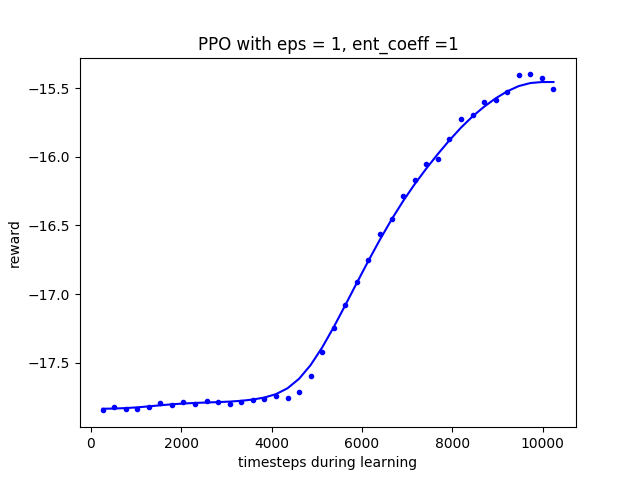 PPO with eps = 1, ent_coeff =1
reward
−15.5
−16.0
−16.5
−17.0
−17.5
0 2000 4000 6000 8000 10000
timesteps during learning